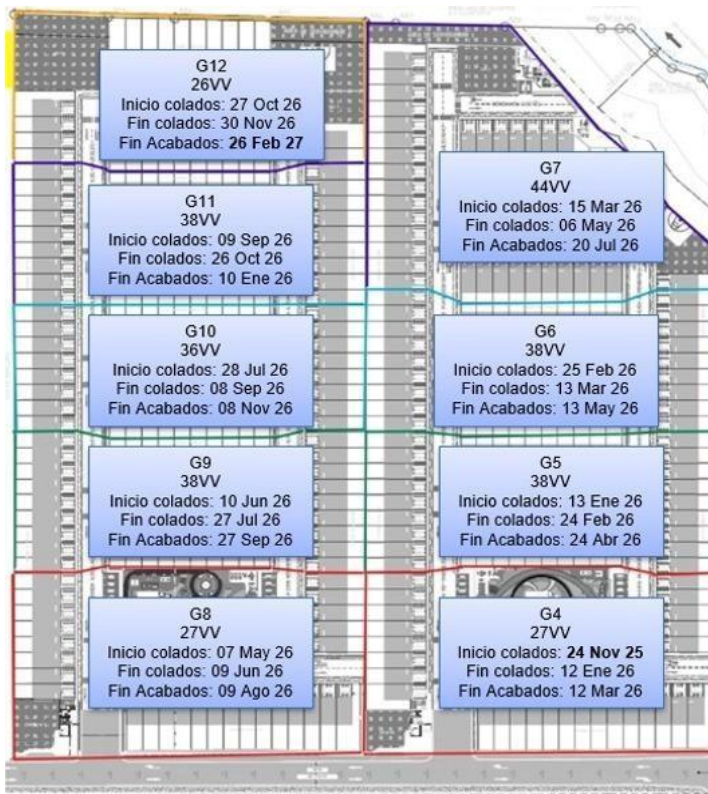 G12
26VV
Inicio colados: 27 Oct 26
Fin colados: 30 Nov 26
Fin Acabados: 26 Feb 27
G11
38VV
Inicio colados: 09 Sep 26
Fin colados: 26 Oct 26
Fin Acabados: 10 Ene 26
G10
36VV
Inicio colados: 28 Jul 26
Fin colados: 08 Sep 26
Fin Acabados: 08 Nov 26
G9
38VV
Inicio colados: 10 Jun 26
Fin colados: 27 Jul 26
Fin Acabados: 27 Sep 26
G8
27VV
Inicio colados: 07 May 26
Fin colados: 09 Jun 26
Fin Acabados: 09 Ago 26
G7
44VV
Inicio colados: 15 Mar 26
Fin colados: 06 May 26
Fin Acabados: 20 Jul 26
G6
38VV
Inicio colados: 25 Feb 26
Fin colados: 13 Mar 26
Fin Acabados: 13 May 26
G5
38VV
Inicio colados: 13 Ene 26
Fin colados: 24 Feb 26
Fin Acabados: 24 Abr 26
G4
27VV
Inicio colados: 24 Nov 25
Fin colados: 12 Ene 26
Fin Acabados: 12 Mar 26